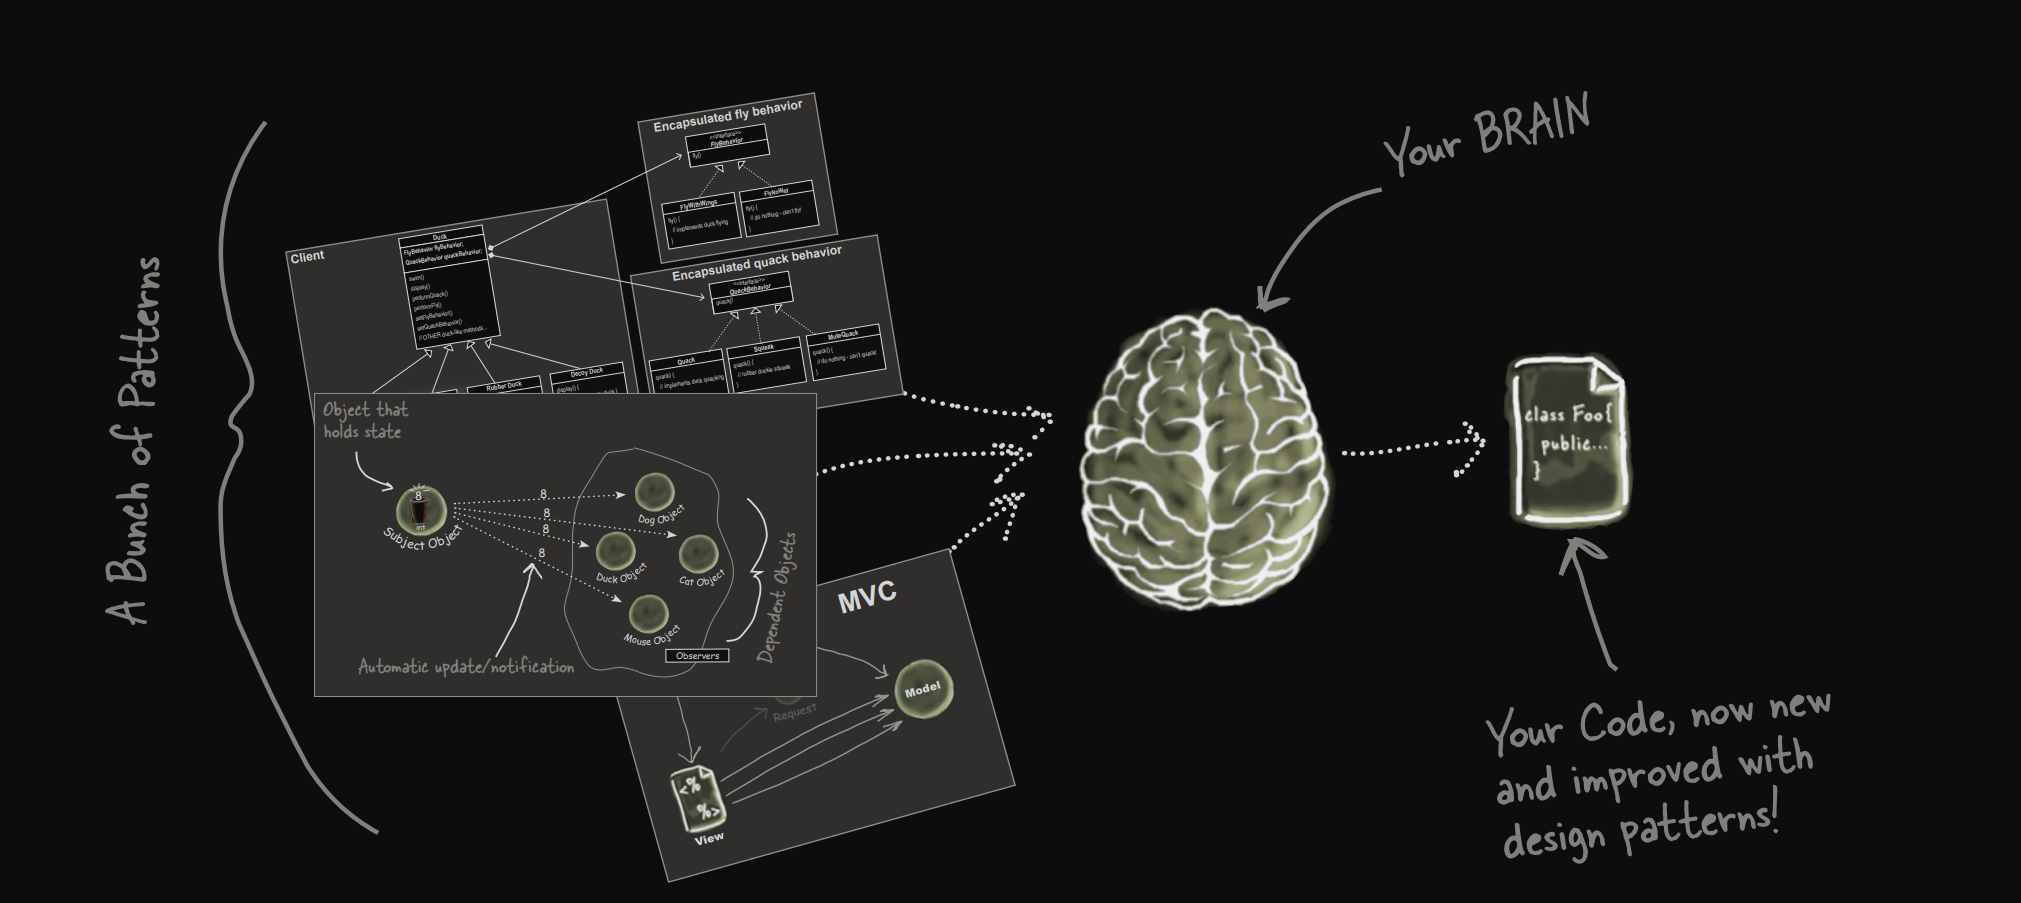 A Bunch of Patterns
Client
Duck
FlyBehavior flyBehavior;
QuackBehavior quackBehavior;
swim()
display()
performQuack()
performFly()
setFlyBehavior()
setQuackBehavior()
// OTHER duck-like methods...
Rubber Duck
Decoy Duck
display() {
Encapsulated fly behavior
<<interface>>
FlyBehavior
fly()
FlyWithWings
fly() {
// implements duck flying
}
FlyNoWay
fly() {
// do nothing - can't fly!
}
Encapsulated quack behavior
<<interface>>
QuackBehavior
quack()
Quack
quack() {
// implements duck quacking
Squeak
quack() {
// rubber duckie squeak
}
MuteQuack
quack() {
// do nothing - can't quack!
}
Object that
holds state
8
int
Subject Object
8
8
8
8
Dog Object
Duck Object
Cat Object
Mouse Object
Observers
Automatic update/notification
Dependent Objects
MVC
Request
Model
<%
%>
View
Your BRAIN
class Foo{
public...
}
Your Code, now new
and improved with
design patterns!